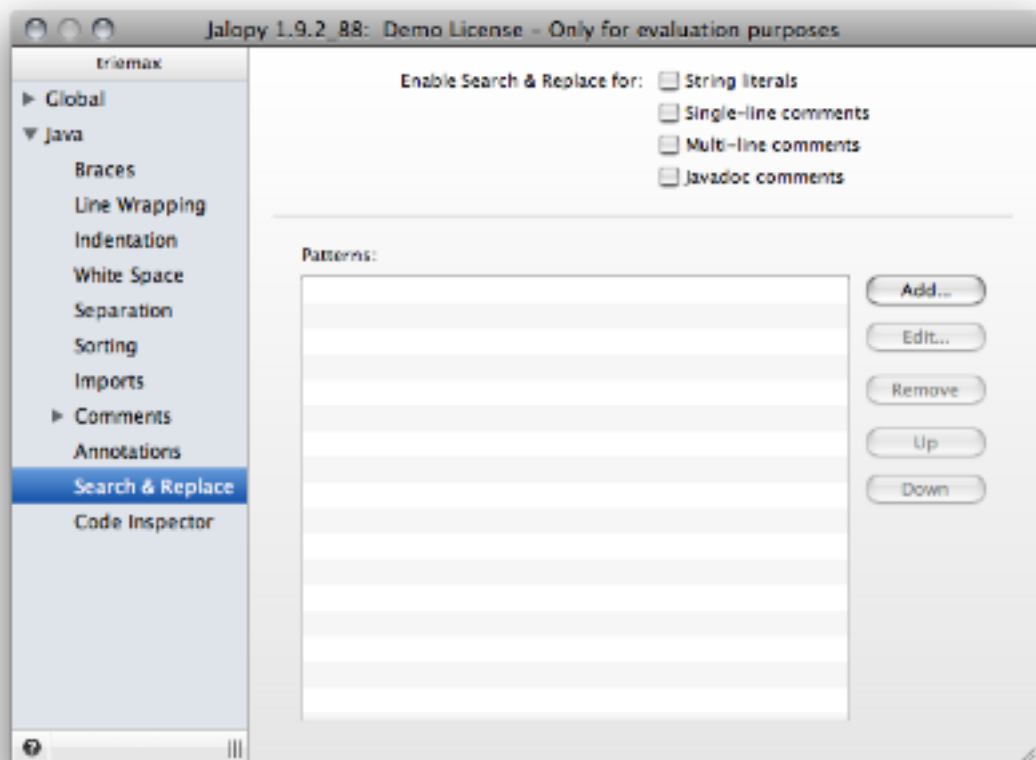 Jalopy 1.9.2_88: Demo License – Only for evaluation purposes
triemax
Global
Java
Braces
Line Wrapping
Indentation
White Space
Separation
Sorting
Imports
Comments
Annotations
Search & Replace
Code Inspector
Enable Search & Replace for:
String literals
Single-line comments
Multi-line comments
Javadoc comments
Patterns:
Add...
Edit...
Remove
Up
Down